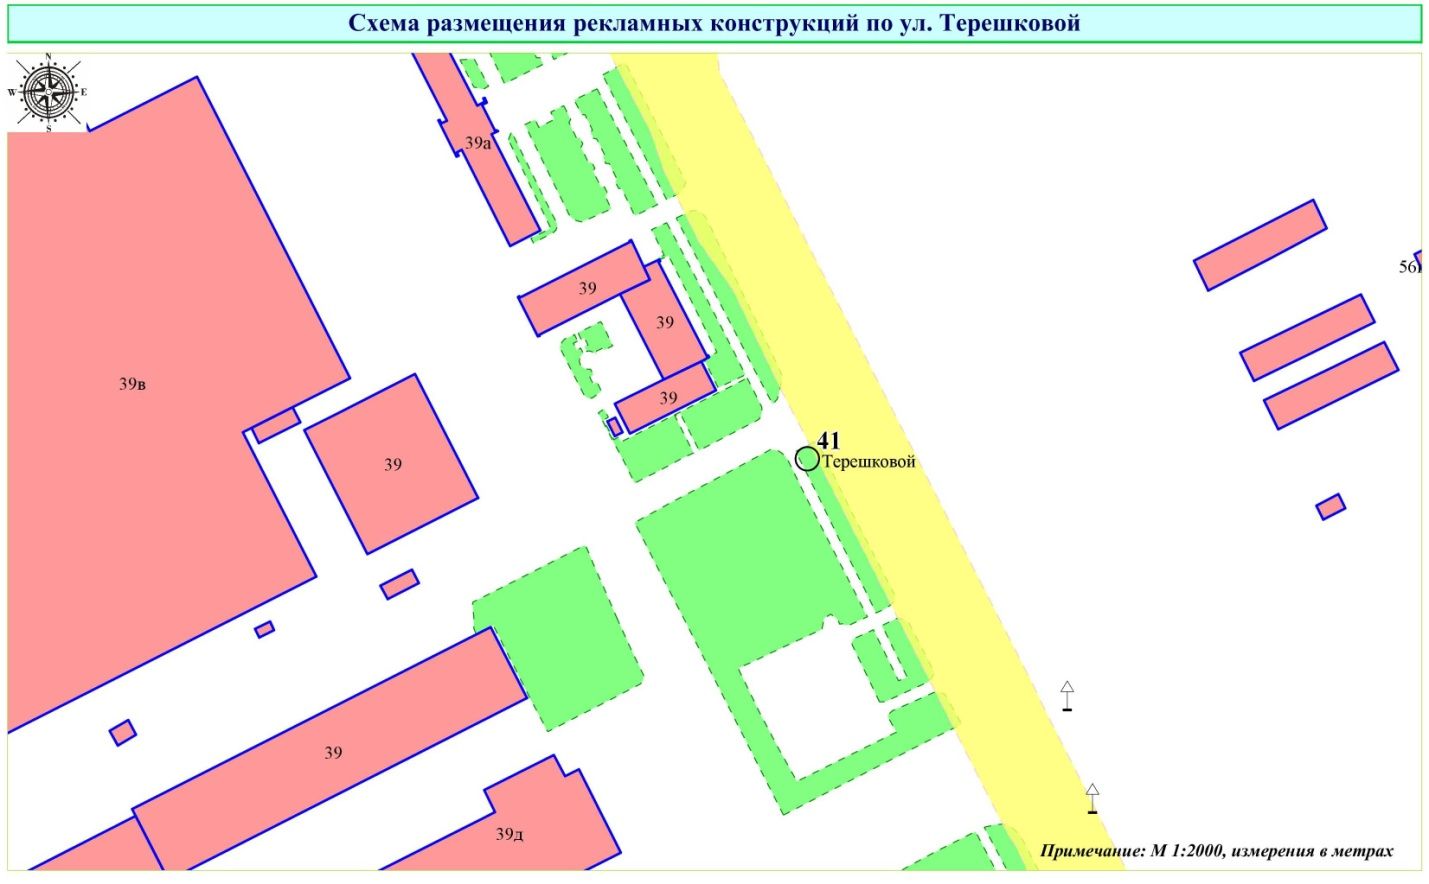 Схема размещения рекламных конструкций по ул. Терешковой
N
W E
S
39а
56
39
39
39в
39
41
Терешковой
39
39
39д
Примечание: М 1:2000, измерения в метрах